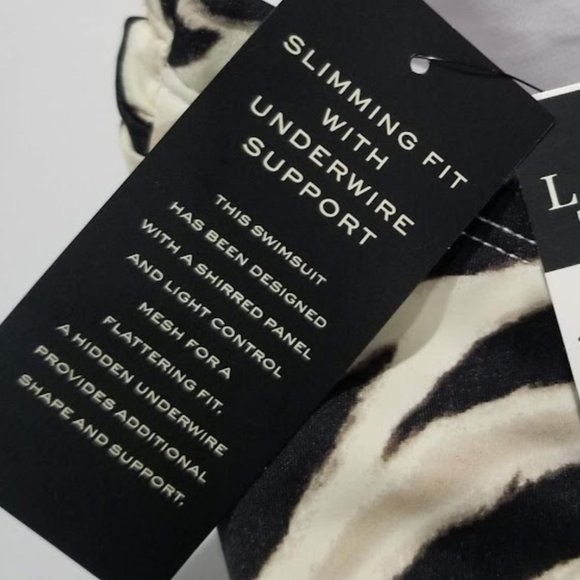 SLIMMING FIT
WITH
UNDERWIRE
SUPPORT
THIS SWIMSUIT
HAS BEEN DESIGNED
WITH A SHIRRED PANEL
AND LIGHT CONTROL
MESH FOR A
FLATTERING FIT.
A HIDDEN UNDERWIRE
PROVIDES ADDITIONAL
SHAPE AND SUPPORT.
L